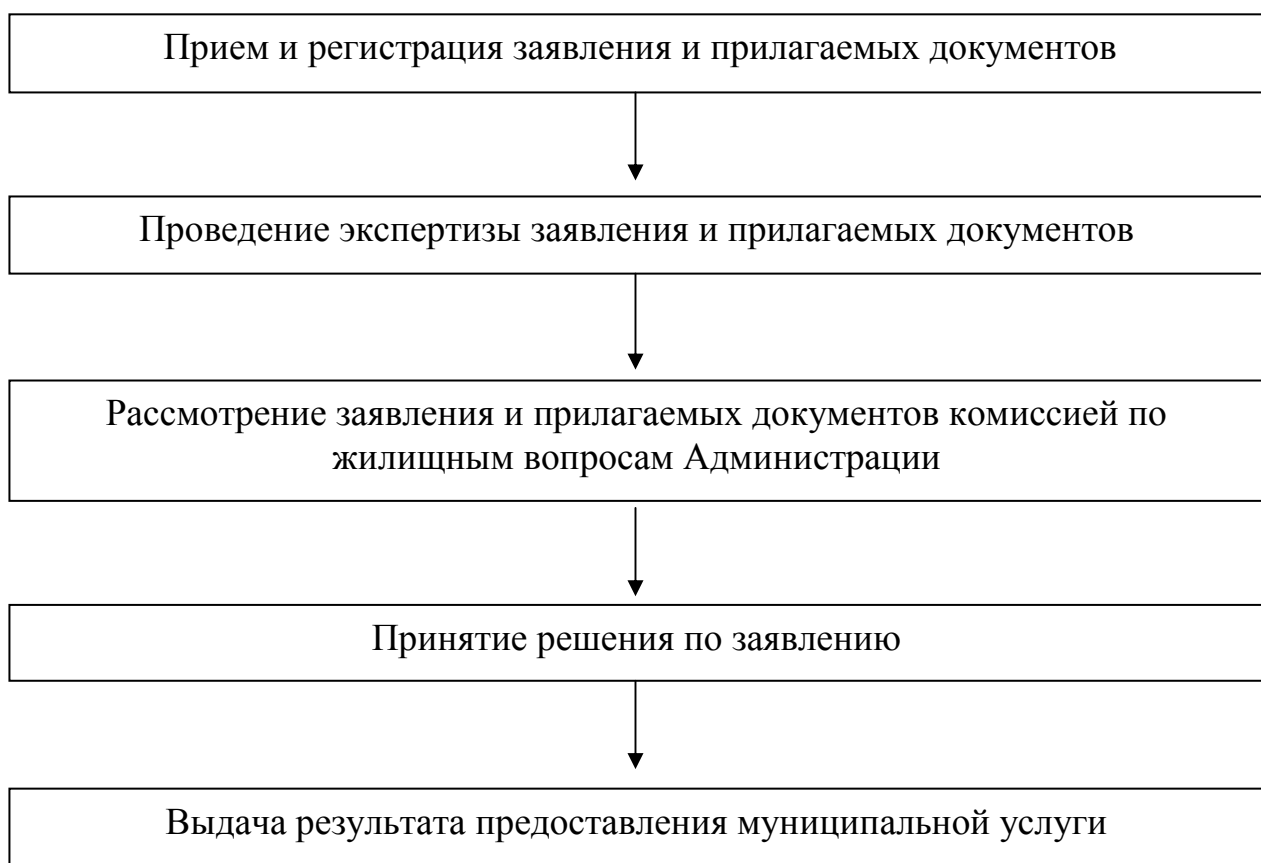 Прием и регистрация заявления и прилагаемых документов
Проведение экспертизы заявления и прилагаемых документов
Рассмотрение заявления и прилагаемых документов комиссией по
жилищным вопросам Администрации
Принятие решения по заявлению
Выдача результата предоставления муниципальной услуги